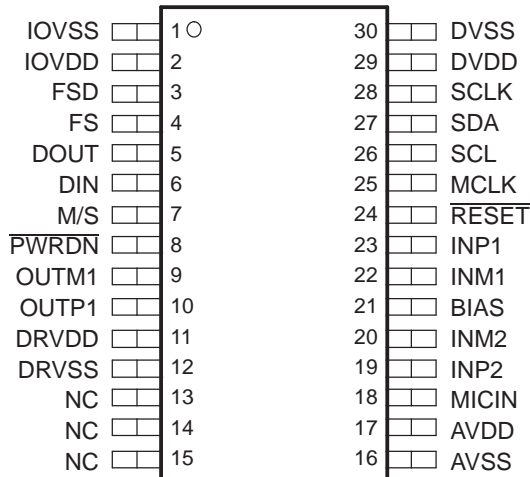 IOVSS 1 30 DVSS
IOVDD 2 29 DVDD
FSD 3 28 SCLK
FS 4 27 SDA
DOUT 5 26 SCL
DIN 6 25 MCLK
M/S 7 24 RESET
PWRDN 8 23 INP1
OUTM1 9 22 INM1
OUTP1 10 21 BIAS
DRVDD 11 20 INM2
DRVSS 12 19 INP2
NC 13 18 MICIN
NC 14 17 AVDD
NC 15 16 AVSS